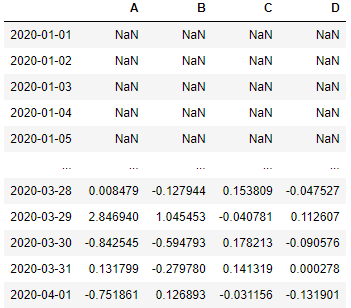 A B C D
2020-01-01 NaN NaN NaN NaN
2020-01-02 NaN NaN NaN NaN
2020-01-03 NaN NaN NaN NaN
2020-01-04 NaN NaN NaN NaN
2020-01-05 NaN NaN NaN NaN
... ... ... ... ...
2020-03-28 0.008479 -0.127944 0.153809 -0.047527
2020-03-29 2.846940 1.045453 -0.040781 0.112607
2020-03-30 -0.842545 -0.594793 0.178213 -0.090576
2020-03-31 0.131799 -0.279780 0.141319 0.000278
2020-04-01 -0.751861 0.126893 -0.031156 -0.131901